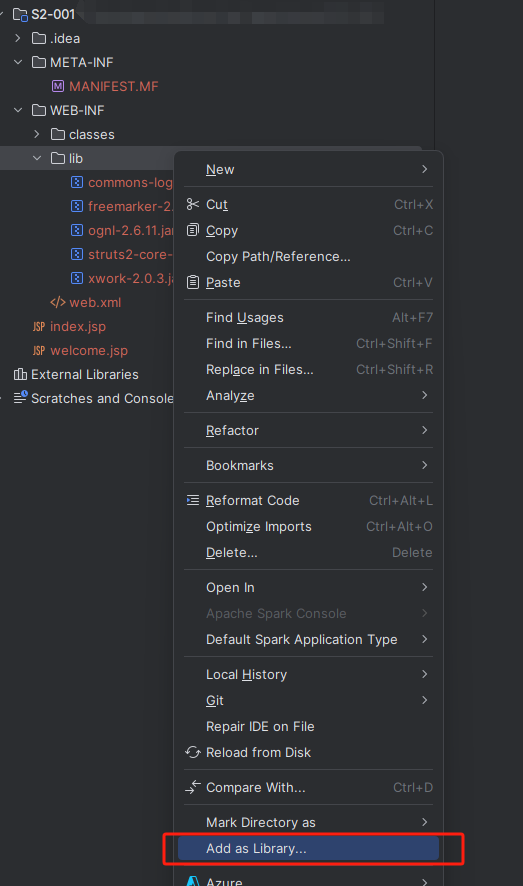 S2-001
.idea
META-INF
MANIFEST.MF
WEB-INF
classes
lib
commons-log
freemarker-2.
ognl-2.6.11.jar
struts2-core-
xwork-2.0.3.ja
web.xml
JSP index.jsp
JSP welcome.jsp
External Libraries
Scratches and Console
New
Cut Ctrl+X
Copy Ctrl+C
Copy Path/Reference...
Paste Ctrl+V
Find Usages Alt+F7
Find in Files... Ctrl+Shift+F
Replace in Files... Ctrl+Shift+R
Analyze
Refactor
Bookmarks
Reformat Code Ctrl+Alt+L
Optimize Imports Ctrl+Alt+O
Delete... Delete
Open In
Apache Spark Console
Default Spark Application Type
Local History
Git
Repair IDE on File
Reload from Disk
Compare With... Ctrl+D
Mark Directory as
Add as Library...
Azure